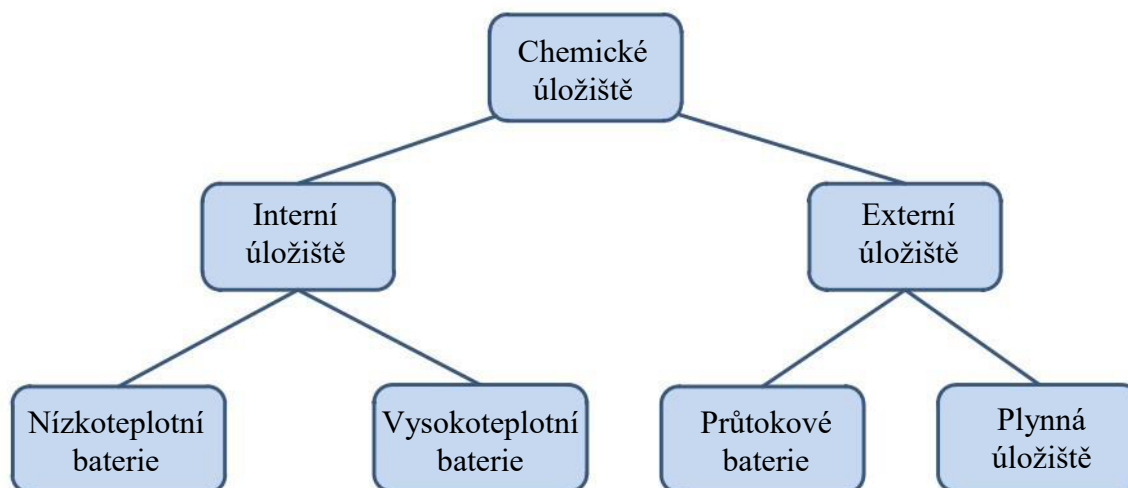 Chemické
úložiště
Interní
úložiště
Externí
úložiště
Nízkoteplotní
baterie
Vysokoteplotní
baterie
Průtokové
baterie
Plynná
úložiště